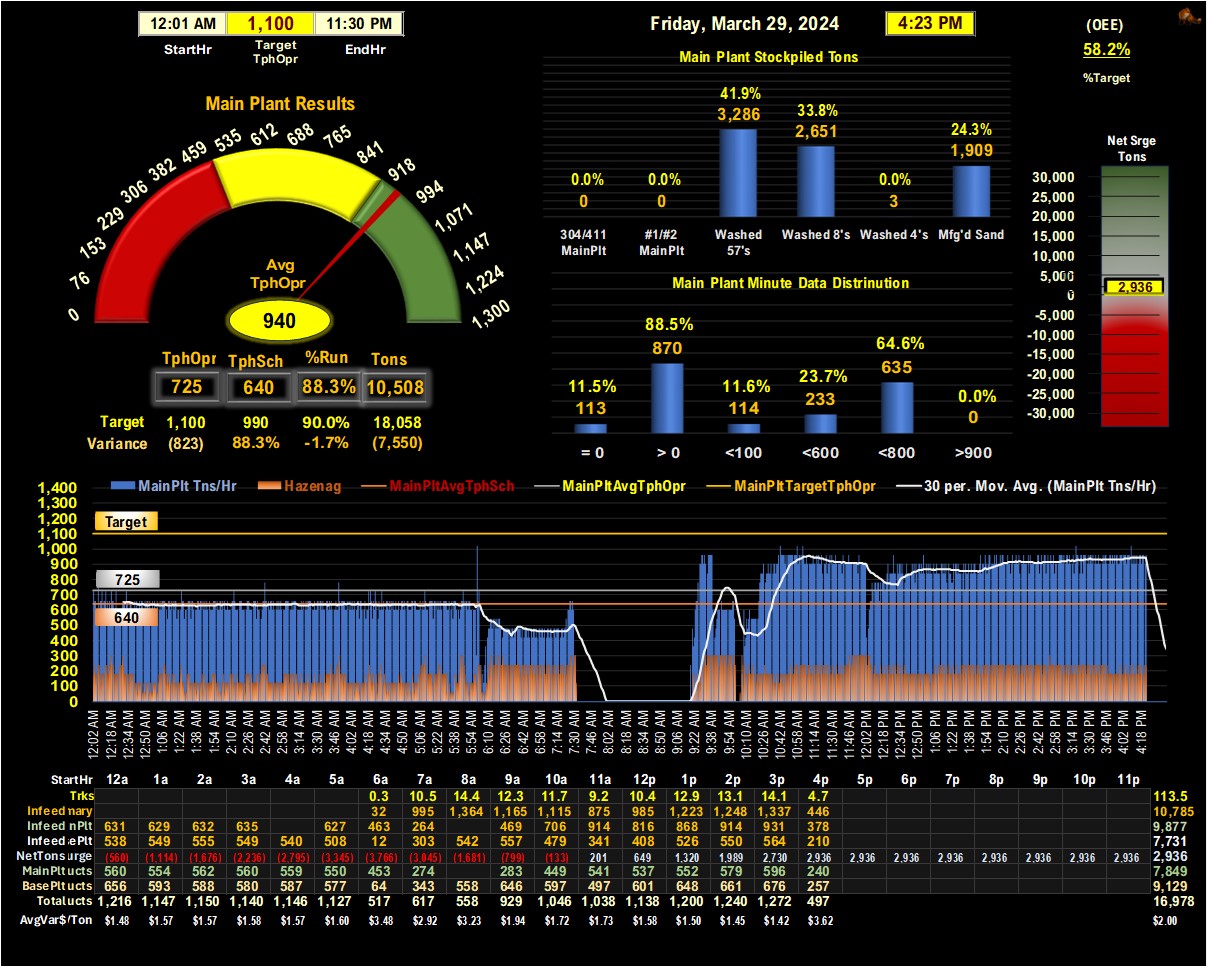 12:01 AM 1,100 11:30 PM
StartHr Target TphOpr EndHr
Friday, March 29, 2024 4:23 PM
(OEE)
58.2%
%Target
Main Plant Results
0 76 153 229 306 382 459 535 612 688 765 841 918 994 1,071 1,147 1,224 1,300
Avg
TphOpr
940
TphOpr TphSch %Run Tons
725 640 88.3% 10,508
Target 1,100 990 90.0% 18,058
Variance (823) 88.3% -1.7% (7,550)
Main Plant Stockpiled Tons
41.9%
3,286
33.8%
2,651
24.3%
1,909
0.0% 0.0% 0.0%
0 0 3
304/411 MainPlt #1/#2 MainPlt Washed 57's Washed 8's Washed 4's Mfg'd Sand
Main Plant Minute Data Distrinution
88.5%
870
64.6%
635
11.5% 11.6% 23.7% 0.0%
113 114 233 0
= 0 > 0 <100 <600 <800 >900
Net Srge
Tons
30,000
25,000
20,000
15,000
10,000
5,000
2,936
0
-5,000
-10,000
-15,000
-20,000
-25,000
-30,000
MainPlt Tns/Hr Hazenag MainPltAvgTphSch MainPltAvgTphOpr MainPltTargetTphOpr 30 per. Mov. Avg. (MainPlt Tns/Hr)
1,400
1,300
1,200
Target
1,100
1,000
900
800
725
700
600
640
500
400
300
200
100
0
12:02 AM 12:18 AM 12:34 AM 12:50 AM 1:06 AM 1:22 AM 1:38 AM 1:54 AM 2:10 AM 2:26 AM 2:42 AM 2:58 AM 3:14 AM 3:30 AM 3:46 AM 4:02 AM 4:18 AM 4:34 AM 4:50 AM 5:06 AM 5:22 AM 5:38 AM 5:54 AM 6:10 AM 6:26 AM 6:42 AM 6:58 AM 7:14 AM 7:30 AM 7:46 AM 8:02 AM 8:18 AM 8:34 AM 8:50 AM 9:06 AM 9:22 AM 9:38 AM 9:54 AM 10:10 AM 10:26 AM 10:42 AM 10:58 AM 11:14 AM 11:30 AM 11:46 AM 12:02 PM 12:18 PM 12:34 PM 12:50 PM 1:06 PM 1:22 PM 1:38 PM 1:54 PM 2:10 PM 2:26 PM 2:42 PM 2:58 PM 3:14 PM 3:30 PM 3:46 PM 4:02 PM 4:18 PM
StartHr 12a 1a 2a 3a 4a 5a 6a 7a 8a 9a 10a 11a 12p 1p 2p 3p 4p 5p 6p 7p 8p 9p 10p 11p
Trks 0.3 10.5 14.4 12.3 11.7 9.2 10.4 12.9 13.1 14.1 4.7 113.5
Infeed nary 32 995 1,364 1,165 1,115 875 985 1,223 1,248 1,337 446 10,785
Infeed nPlt 631 629 632 635 627 463 264 469 706 914 816 868 914 931 378 9,877
Infeed ePlt 538 549 555 549 540 508 12 303 542 557 479 341 408 526 550 564 210 7,731
NetTons urge (560) (1,114) (1,676) (2,236) (2,795) (3,345) (3,766) (3,045) (1,681) (799) (133) 201 649 1,320 1,989 2,730 2,936 2,936 2,936 2,936 2,936 2,936 2,936 2,936 2,936
MainPl ucts 560 554 562 560 559 550 453 274 283 449 541 537 552 579 596 240 7,849
BasePlt ucts 656 593 588 580 587 577 64 343 558 646 597 497 601 648 661 676 257 9,129
Total ucts 1,216 1,147 1,150 1,140 1,146 1,127 517 617 558 929 1,046 1,038 1,138 1,200 1,240 1,272 497 16,978
AvgVar$/Ton $1.48 $1.57 $1.57 $1.58 $1.57 $1.60 $3.48 $2.92 $3.23 $1.94 $1.72 $1.73 $1.58 $1.50 $1.45 $1.42 $3.62 $2.00